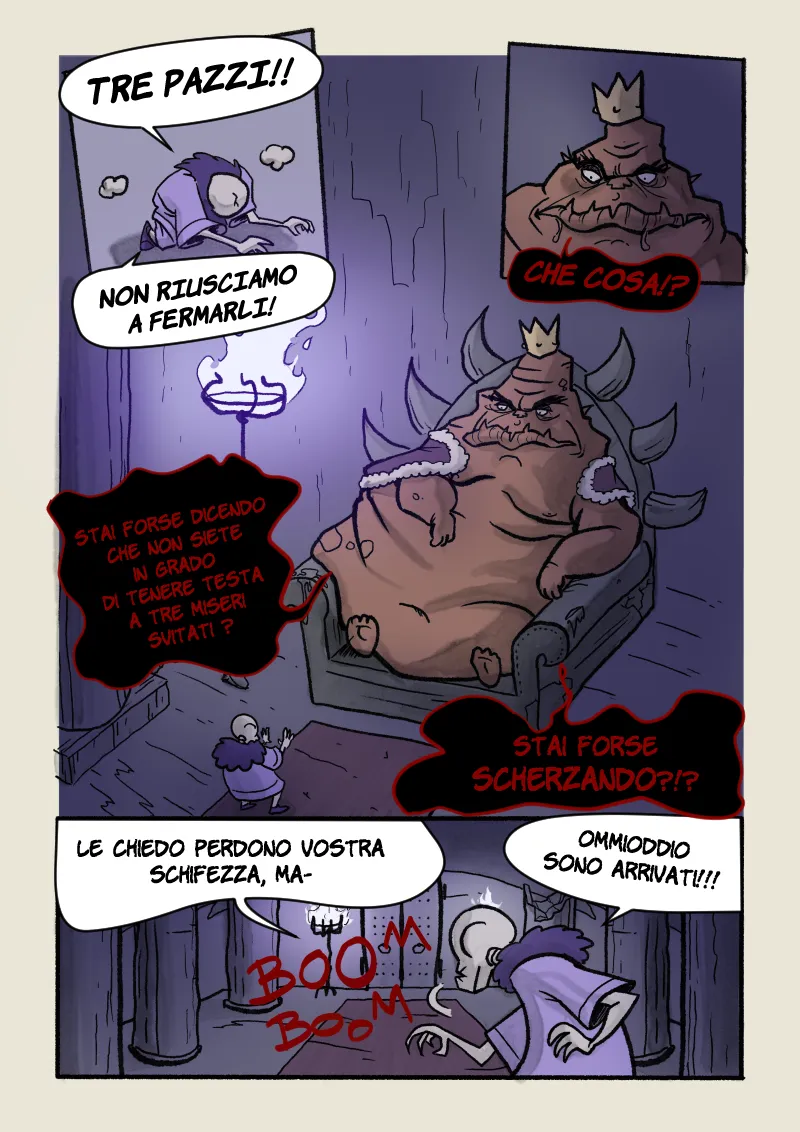 TRE PAZZI!!
NON RIUSCIAMO
A FERMARLI!
CHE COSA!?
STAI FORSE DICENDO
CHE NON SIETE
IN GRADO
DI TENERE TESTA
A TRE MISERI
SVITATI ?
STAI FORSE
SCHERZANDO?!?
LE CHIEDO PERDONO VOSTRA
SCHIFEZZA, MA-
BOOM
BOOM
OMMIODDIO
SONO ARRIVATI!!!